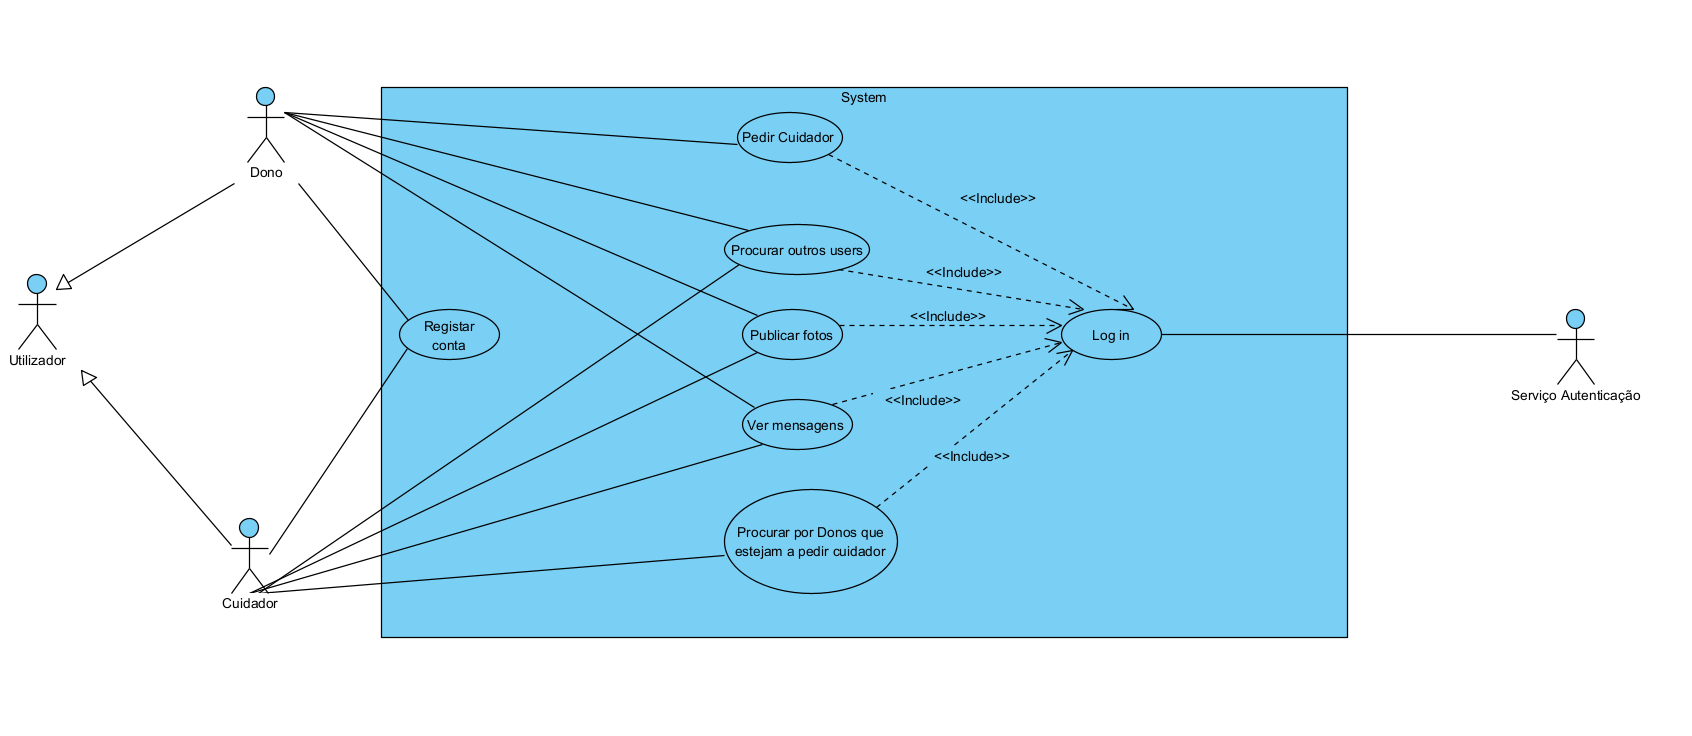 System
Pedir Cuidador
Dono
<<Include>>
Procurar outros users
<<Include>>
<<Include>>
Registar
conta
Publicar fotos
Log in
Utilizador
Serviço Autenticação
<<Include>>
Ver mensagens
<<Include>>
Procurar por Donos que
estejam a pedir cuidador
Cuidador